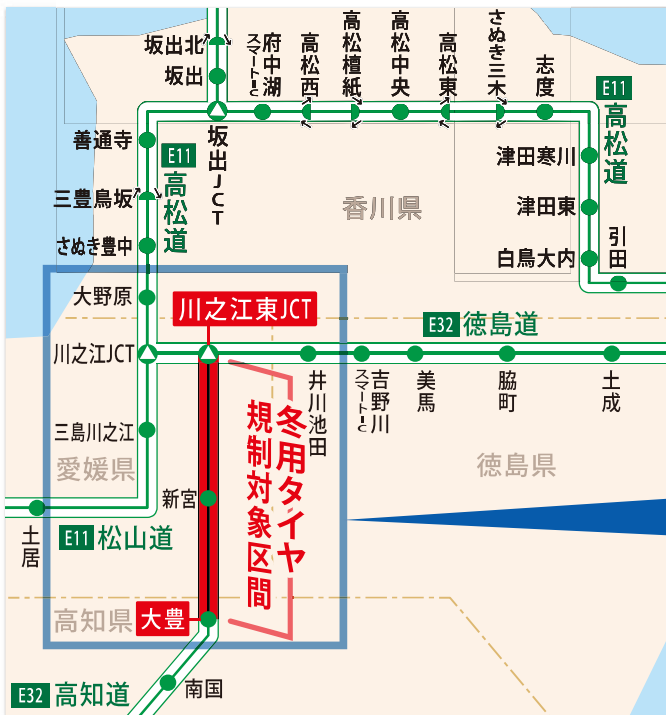 坂出北
坂出
府中湖
スマートIC
高松西
高松檀紙
高松中央
高松東
さぬき三木
志度
E11
高松道
善通寺
E11
高松道
坂出JCT
三豊鳥坂
さぬき豊中
香川県
津田寒川
津田東
白鳥大内
引田
大野原
川之江東JCT
E32 徳島道
川之江JCT
井川池田
吉野川
スマートIC
美馬
脇町
土成
三島川之江
愛媛県
冬用タイヤ
規制対象区間
徳島県
新宮
土居
E11 松山道
高知県
大豊
E32 高知道
南国